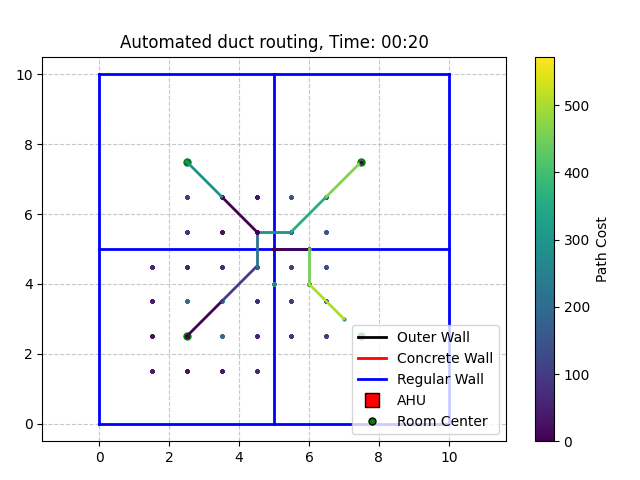 Automated duct routing, Time: 00:20
10
8
6
4
2
0
0 2 4 6 8 10
Outer Wall
Concrete Wall
Regular Wall
AHU
Room Center
500
400
300
200
100
0
Path Cost